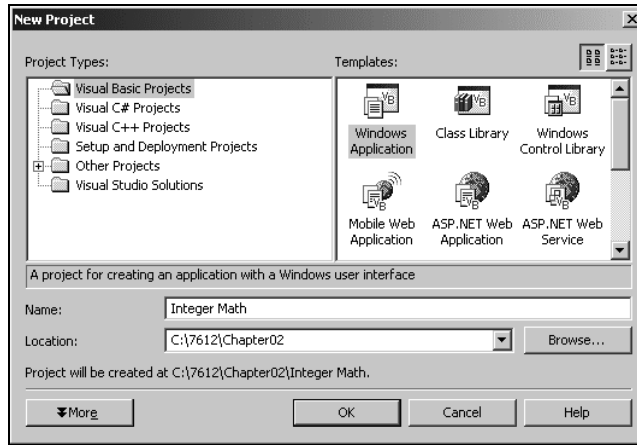 New Project
Project Types:
Templates:
Visual Basic Projects
Visual C# Projects
Visual C++ Projects
Setup and Deployment Projects
Other Projects
Visual Studio Solutions
Windows Application
Class Library
Windows Control Library
Mobile Web Application
ASP.NET Web Application
ASP.NET Web Service
A project for creating an application with a Windows user interface
Name:
Integer Math
Location:
C:\7612\Chapter02
Browse...
Project will be created at C:\7612\Chapter02\Integer Math.
More
OK
Cancel
Help